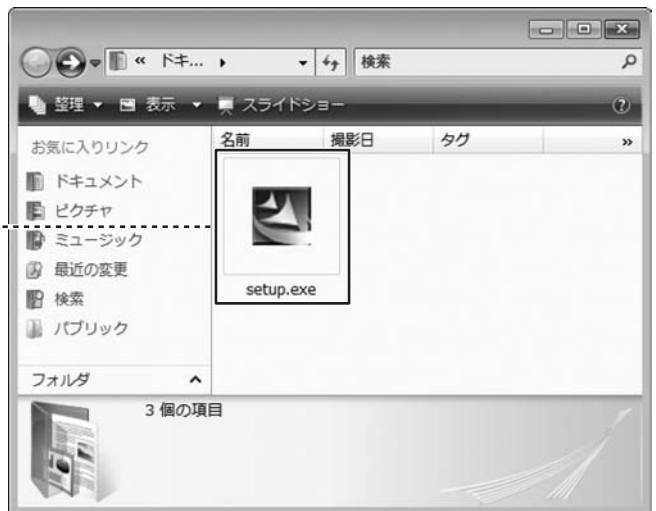 « ドキ...
検索
整理 表示 スライドショー ?
お気に入りリンク
ドキュメント
ピクチャ
ミュージック
最近の変更
検索
パブリック
フォルダ
名前 撮影日 タグ »
setup.exe
3 個の項目